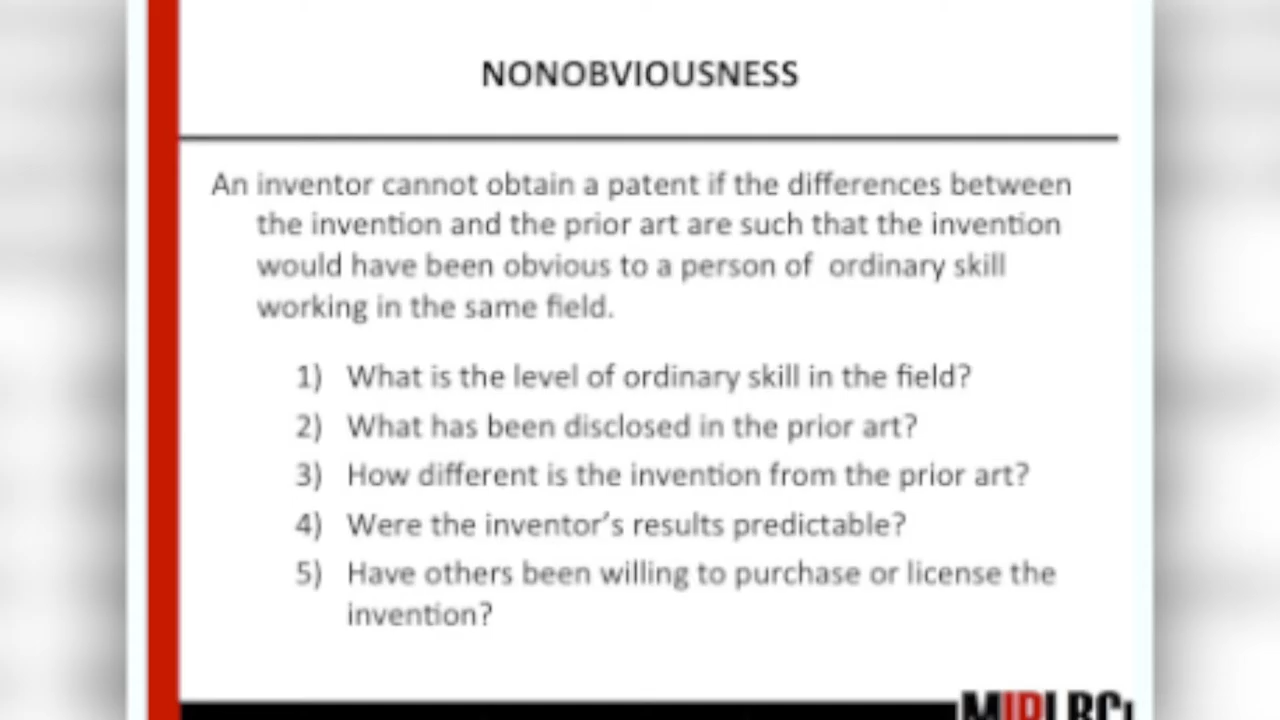 NONOBVIOUSNESS
An inventor cannot obtain a patent if the differences between
the invention and the prior art are such that the invention
would have been obvious to a person of ordinary skill
working in the same field.
1) What is the level of ordinary skill in the field?
2) What has been disclosed in the prior art?
3) How different is the invention from the prior art?
4) Were the inventor's results predictable?
5) Have others been willing to purchase or license the
invention?